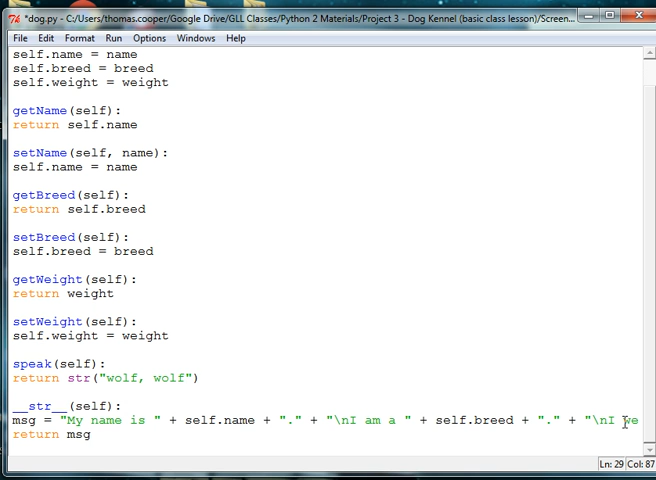 *dog.py - C:/Users/thomas.cooper/Google Drive/GLL Classes/Python 2 Materials/Project 3 - Dog Kennel (basic class lesson)/Screen...
File Edit Format Run Options Windows Help
self.name = name
self.breed = breed
self.weight = weight
getName(self):
return self.name
setName(self, name):
self.name = name
getBreed(self):
return self.breed
setBreed(self):
self.breed = breed
getWeight(self):
return weight
setWeight(self):
self.weight = weight
speak(self):
return str("wolf, wolf")
__str__(self):
msg = "My name is " + self.name + "." + "\nI am a " + self.breed + "." + "\nI we
return msg
Ln: 29 Col: 87